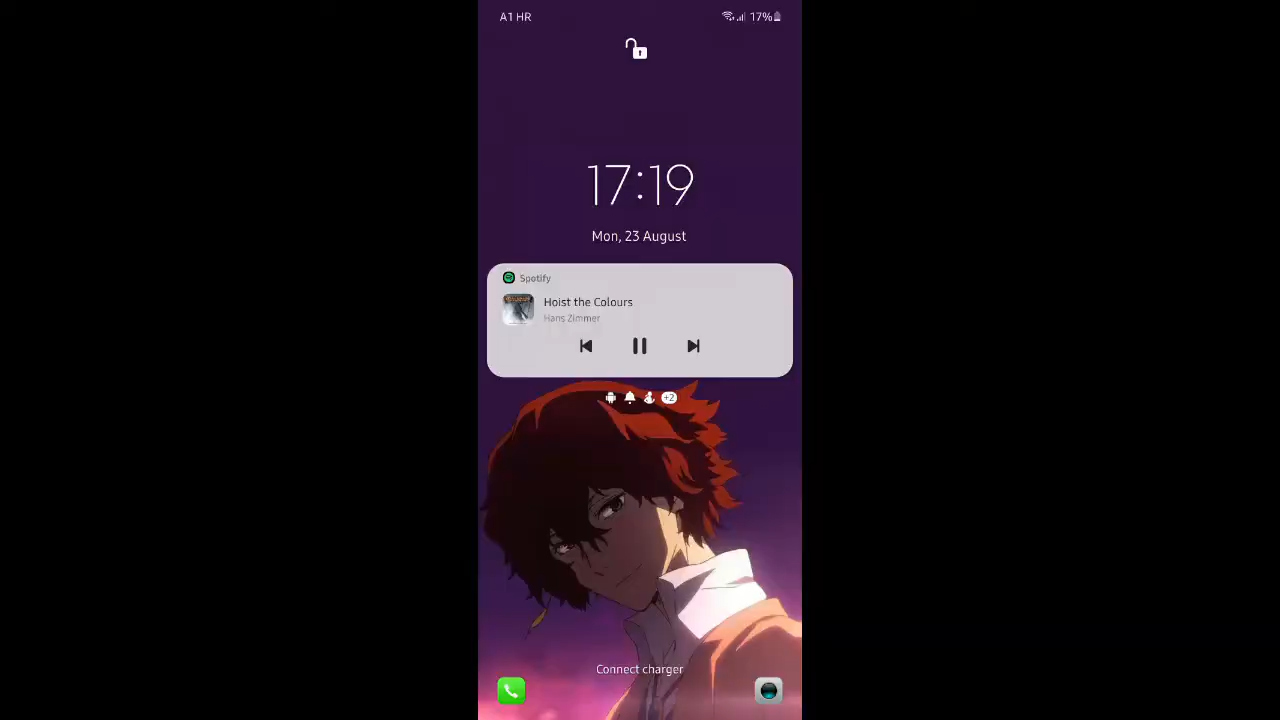 A1 HR
17%
17:19
Mon, 23 August
Spotify
Hoist the Colours
Hans Zimmer
+2
Connect charger